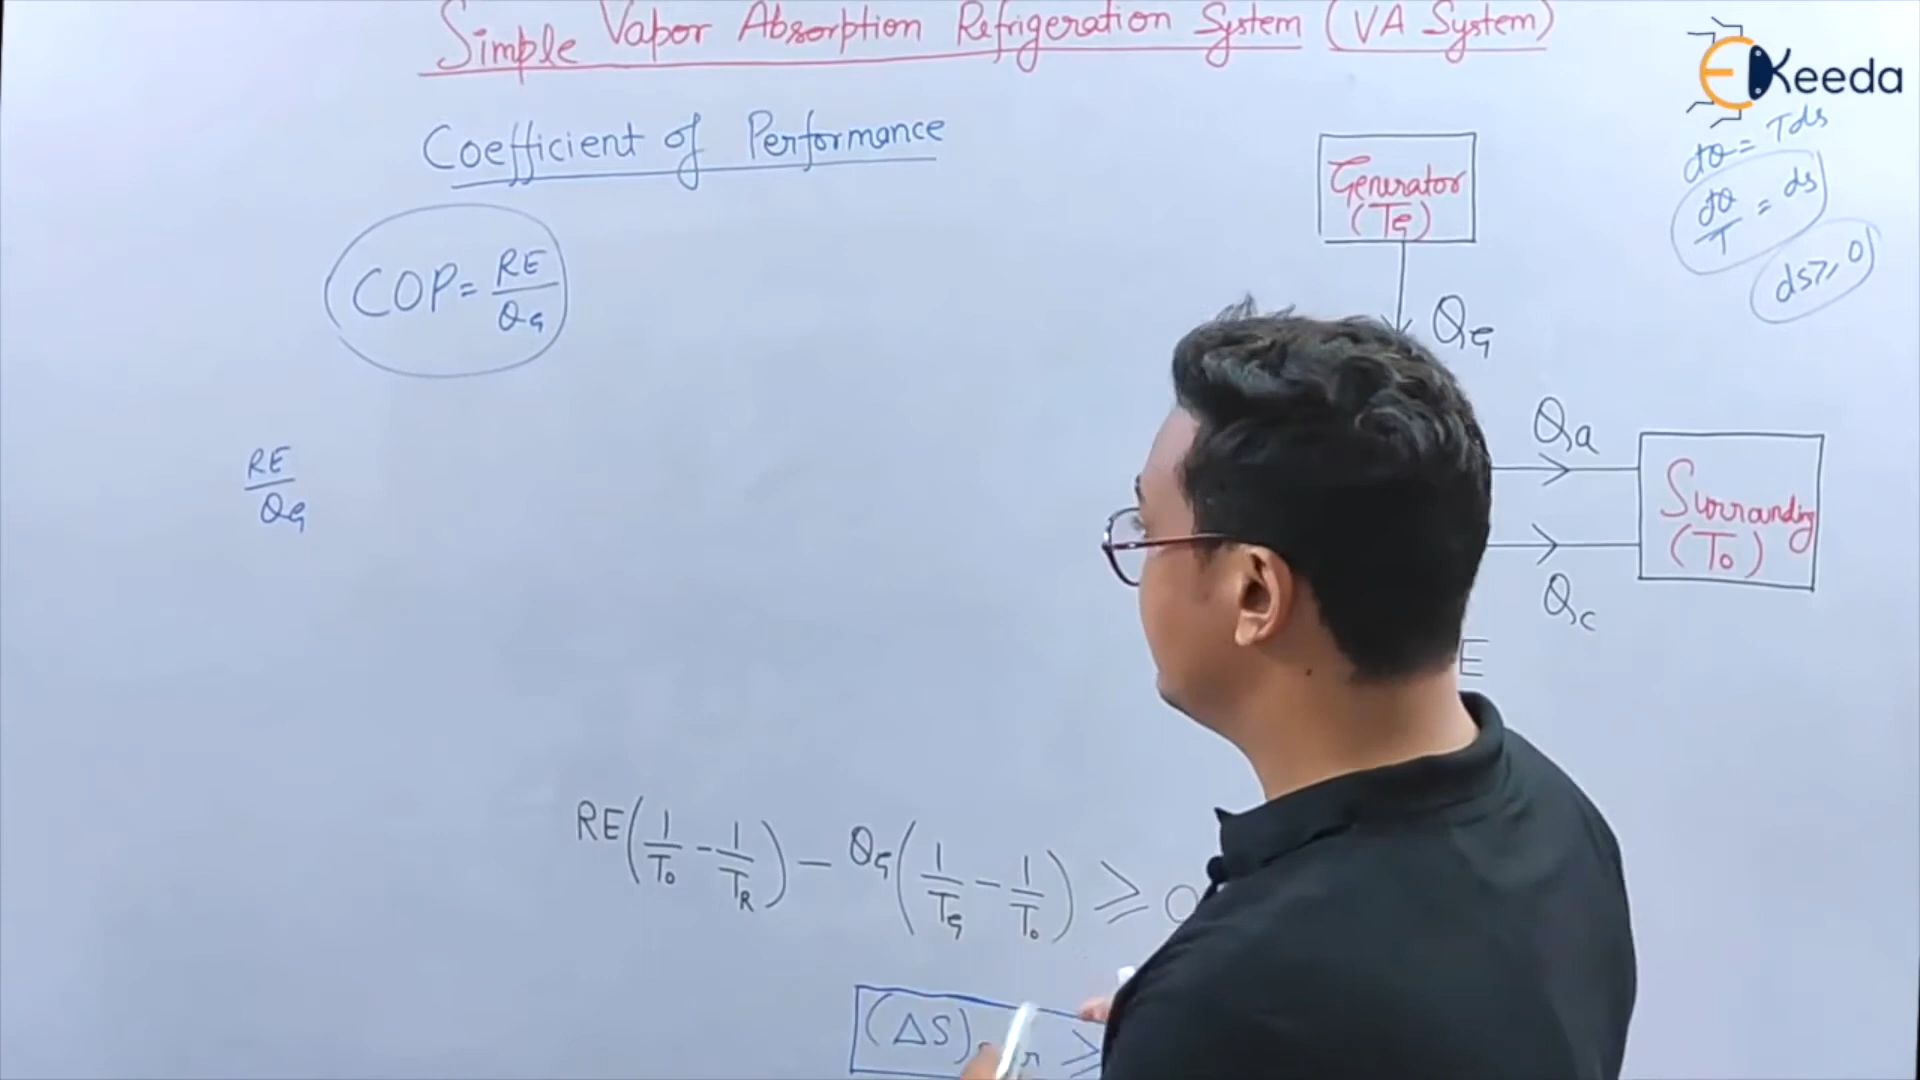 Simple Vapor Absorption Refrigeration System (VA System)
EKeeda
Coefficient of Performance
dQ = Tds
dQ/T = ds
ds ≥ 0
Generator
(TG)
COP = RE/QG
QG
Qa
Surranding
(To)
Qc
RE/QG
E
RE(1/To - 1/TR) - QG(1/TG - 1/To) ≥ 0
(ΔS) ≥